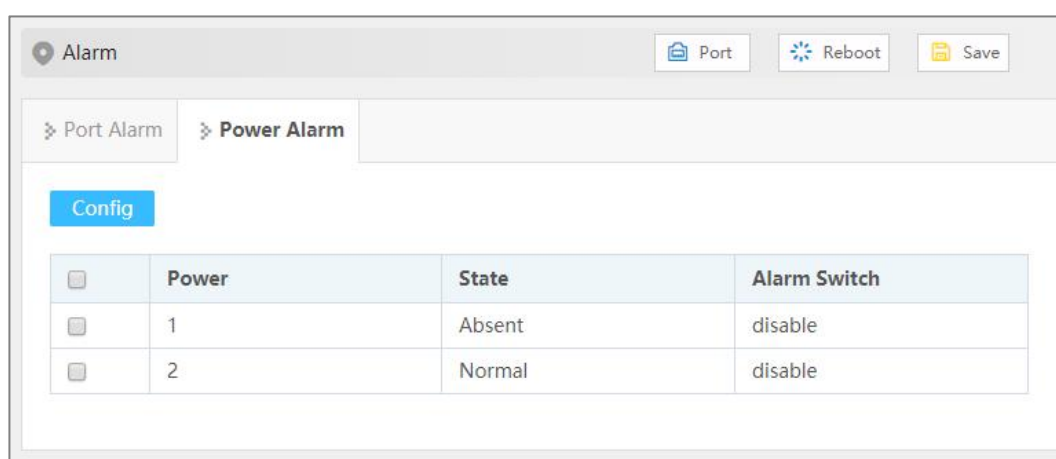 Alarm Port Reboot Save
Port Alarm Power Alarm
Config
Power State Alarm Switch
1 Absent disable
2 Normal disable